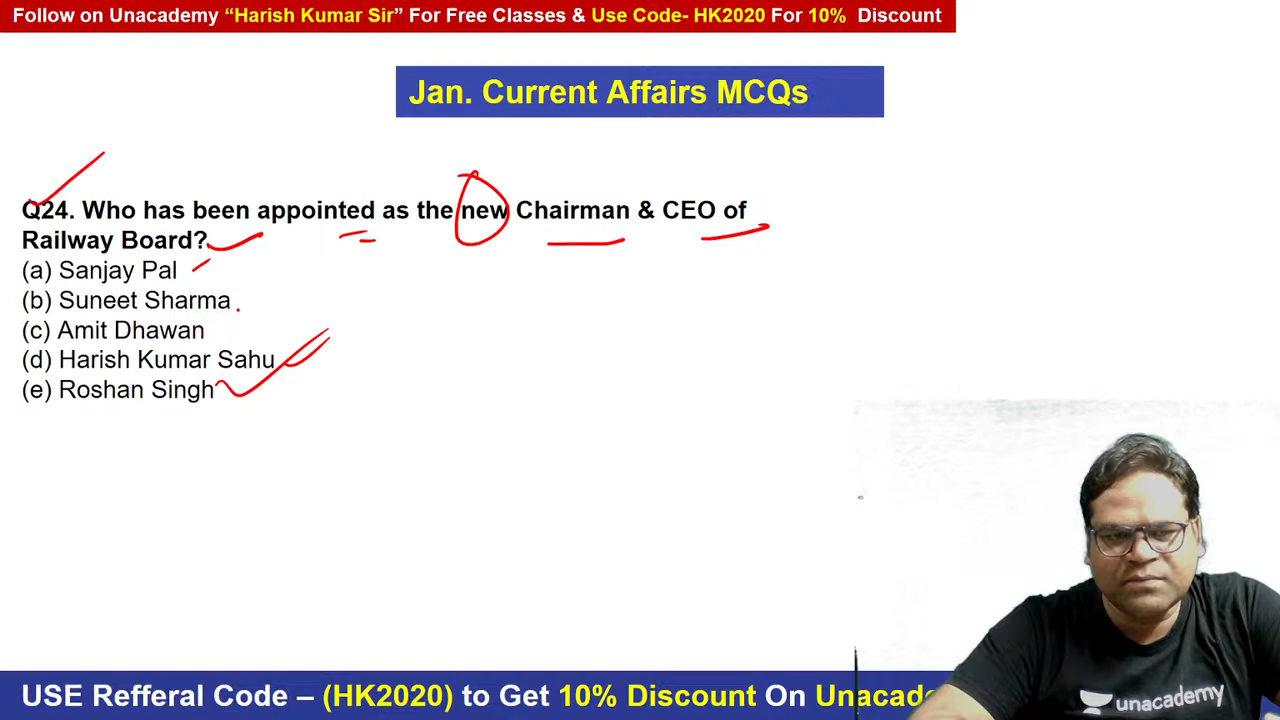 Follow on Unacademy “Harish Kumar Sir” For Free Classes & Use Code- HK2020 For 10% Discount
Jan. Current Affairs MCQs
Q24. Who has been appointed as the new Chairman & CEO of
Railway Board?
(a) Sanjay Pal
(b) Suneet Sharma
(c) Amit Dhawan
(d) Harish Kumar Sahu
(e) Roshan Singh
unacademy
USE Refferal Code – (HK2020) to Get 10% Discount On